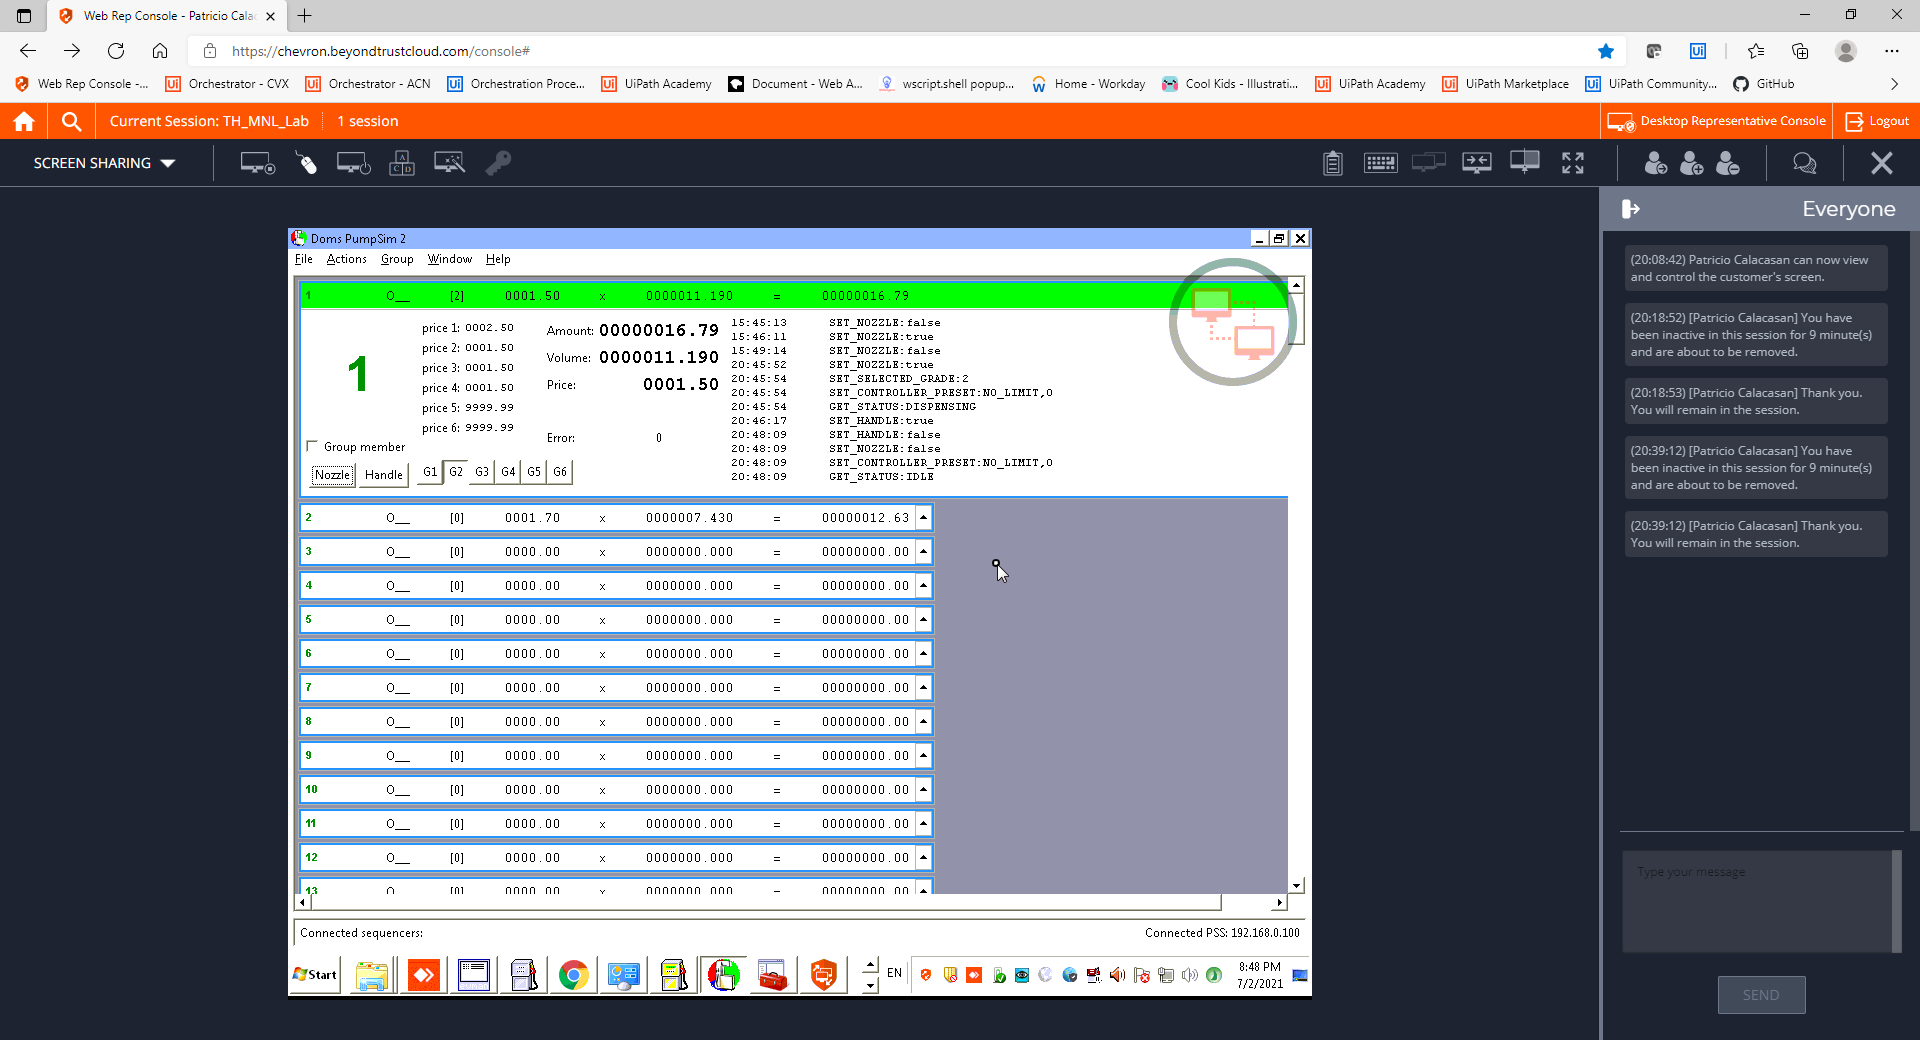 Web Rep Console - Patricio Cala
https://chevron.beyondtrustcloud.com/console#
Web Rep Console -... Orchestrator - CVX Orchestrator - ACN Orchestration Proce... UiPath Academy Document - Web A... wscript.shell popup... Home - Workday Cool Kids - Illustrati... UiPath Academy UiPath Marketplace UiPath Community... GitHub
Current Session: TH_MNL_Lab 1 session Desktop Representative Console Logout
SCREEN SHARING
Everyone
(20:08:42) Patricio Calacasan can now view
and control the customer's screen.
(20:18:52) [Patricio Calacasan] You have
been inactive in this session for 9 minute(s)
and are about to be removed.
(20:18:53) [Patricio Calacasan] Thank you.
You will remain in the session.
(20:39:12) [Patricio Calacasan] You have
been inactive in this session for 9 minute(s)
and are about to be removed.
(20:39:12) [Patricio Calacasan] Thank you.
You will remain in the session.
Type your message
SEND
Doms PumpSim 2
File Actions Group Window Help
1 O__ [2] 0001.50 x 0000011.190 = 00000016.79
1
price 1: 0002.50
price 2: 0001.50
price 3: 0001.50
price 4: 0001.50
price 5: 9999.99
price 6: 9999.99
Amount: 00000016.79
Volume: 0000011.190
Price: 0001.50
Error: 0
Group member
Nozzle Handle G1 G2 G3 G4 G5 G6
15:45:13 SET_NOZZLE:false
15:46:11 SET_NOZZLE:true
15:49:14 SET_NOZZLE:false
20:45:52 SET_NOZZLE:true
20:45:54 SET_SELECTED_GRADE:2
20:45:54 SET_CONTROLLER_PRESET:NO_LIMIT,0
20:45:54 GET_STATUS:DISPENSING
20:46:17 SET_HANDLE:true
20:48:09 SET_HANDLE:false
20:48:09 SET_NOZZLE:false
20:48:09 SET_CONTROLLER_PRESET:NO_LIMIT,0
20:48:09 GET_STATUS:IDLE
2 O__ [0] 0001.70 x 0000007.430 = 00000012.63
3 O__ [0] 0000.00 x 0000000.000 = 00000000.00
4 O__ [0] 0000.00 x 0000000.000 = 00000000.00
5 O__ [0] 0000.00 x 0000000.000 = 00000000.00
6 O__ [0] 0000.00 x 0000000.000 = 00000000.00
7 O__ [0] 0000.00 x 0000000.000 = 00000000.00
8 O__ [0] 0000.00 x 0000000.000 = 00000000.00
9 O__ [0] 0000.00 x 0000000.000 = 00000000.00
10 O__ [0] 0000.00 x 0000000.000 = 00000000.00
11 O__ [0] 0000.00 x 0000000.000 = 00000000.00
12 O__ [0] 0000.00 x 0000000.000 = 00000000.00
13 O [0] 0000.00 x 0000000.000 = 00000000.00
Connected sequencers: Connected PSS: 192.168.0.100
Start EN 8:48 PM
7/2/2021